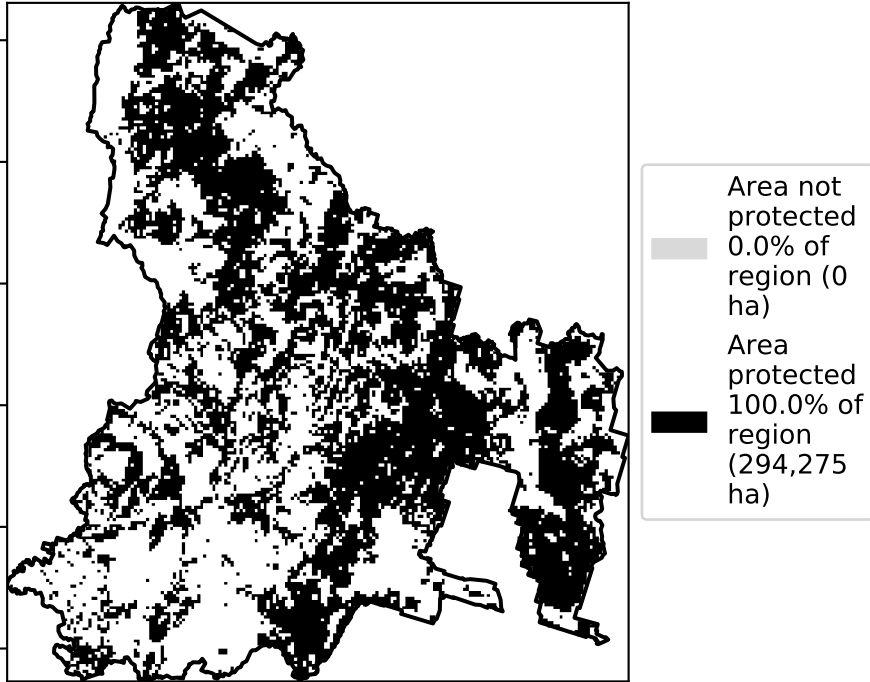 Area not
protected
0.0% of
region (0
ha)
Area
protected
100.0% of
region
(294,275
ha)